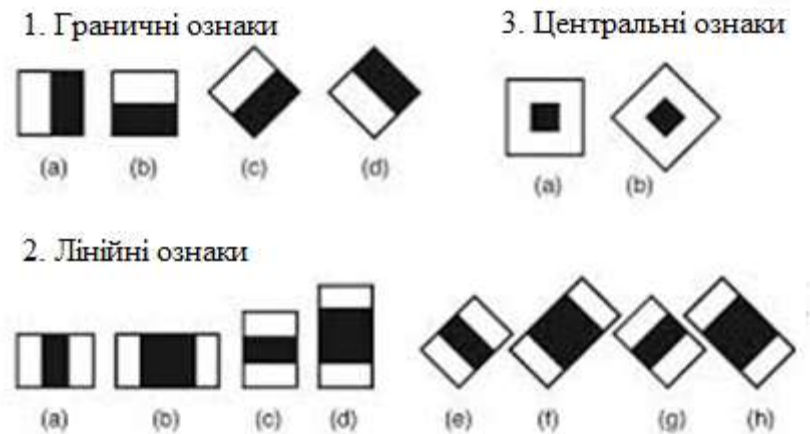 1. Граничні ознаки
(a) (b) (c) (d)
3. Центральні ознаки
(a) (b)
2. Лінійні ознаки
(a) (b) (c) (d) (e) (f) (g) (h)